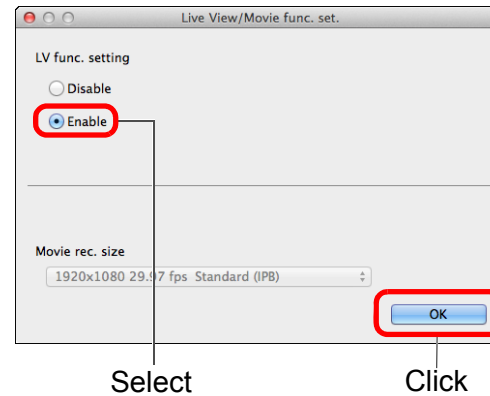 Live View/Movie func. set.
LV func. setting
Disable
Enable
Movie rec. size
1920x1080 29.97 fps Standard (IPB)
OK
Select
Click